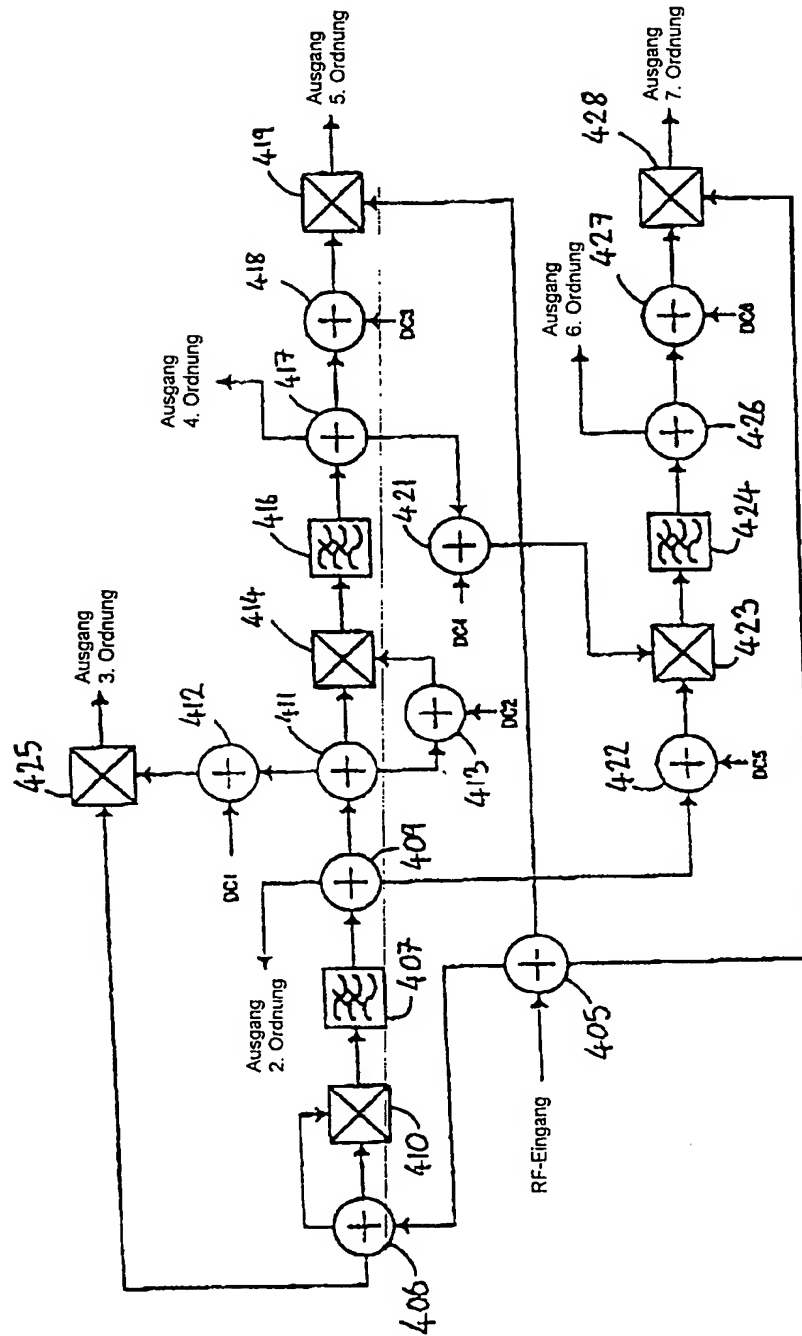 Ausgang
3. Ordnung
425
412
DC1
Ausgang
4. Ordnung
Ausgang
5. Ordnung
419
418
417
DC3
416
414
411
413
DC2
Ausgang
2. Ordnung
409
407
410
406
421
DC4
RF-Eingang
405
Ausgang
6. Ordnung
Ausgang
7. Ordnung
428
427
DC6
426
424
423
422
DC5